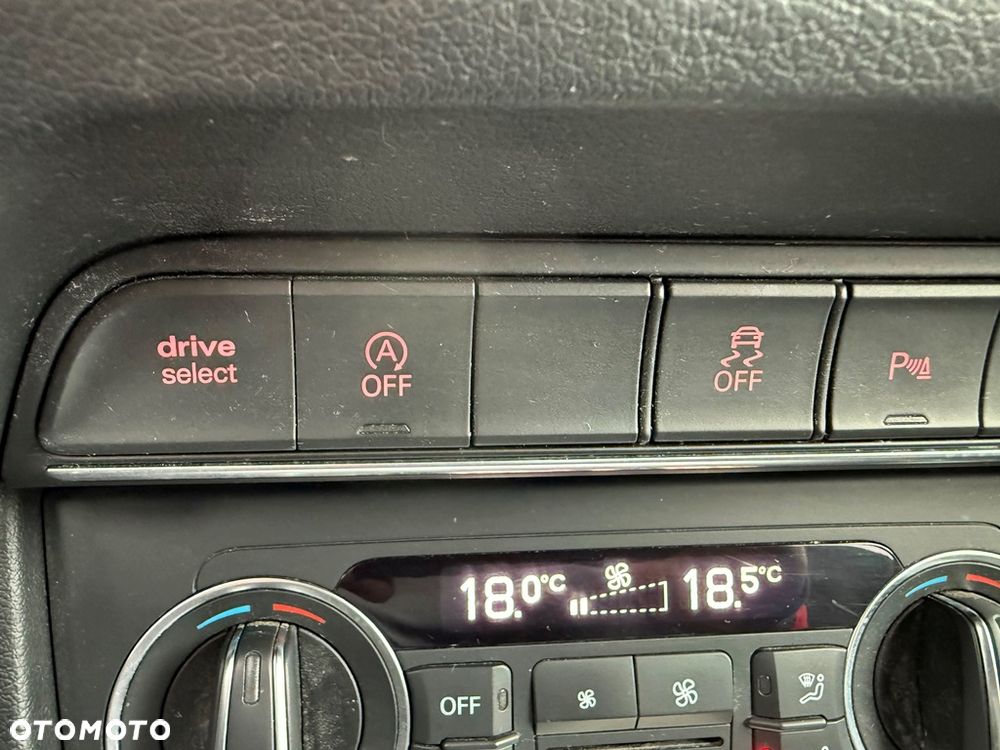 drive
select
A
OFF
OFF
P
18.0°C
18.5°C
OFF
OTOMOTO